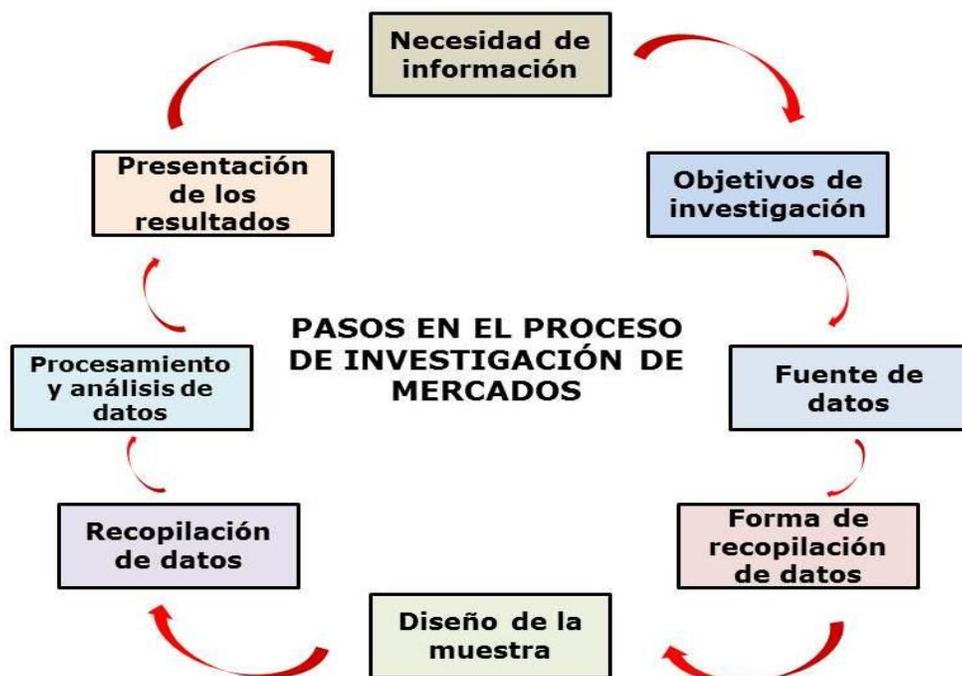 Necesidad de
información
Objetivos de
investigación
Fuente de
datos
Forma de
recopilación
de datos
Diseño de la
muestra
Recopilación
de datos
Procesamiento
y análisis de
datos
Presentación
de los
resultados
PASOS EN EL PROCESO
DE INVESTIGACIÓN DE
MERCADOS